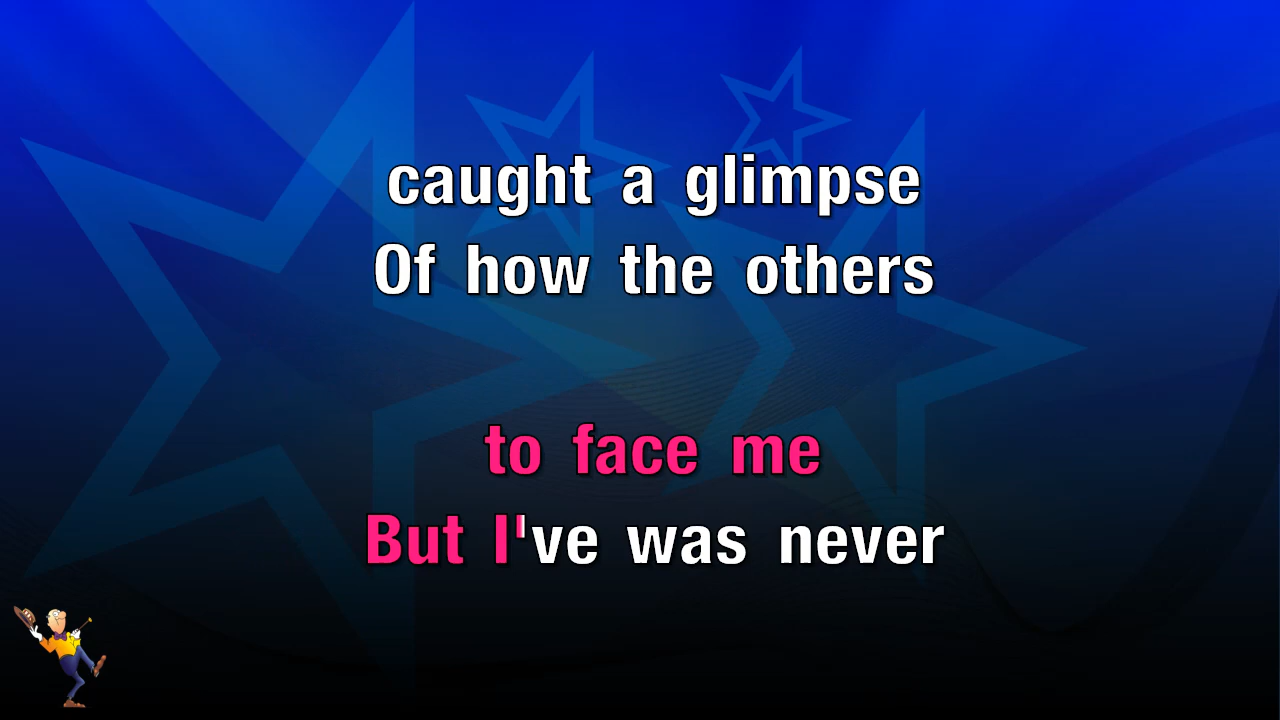 caught a glimpse
Of how the others
to face me
But I've was never